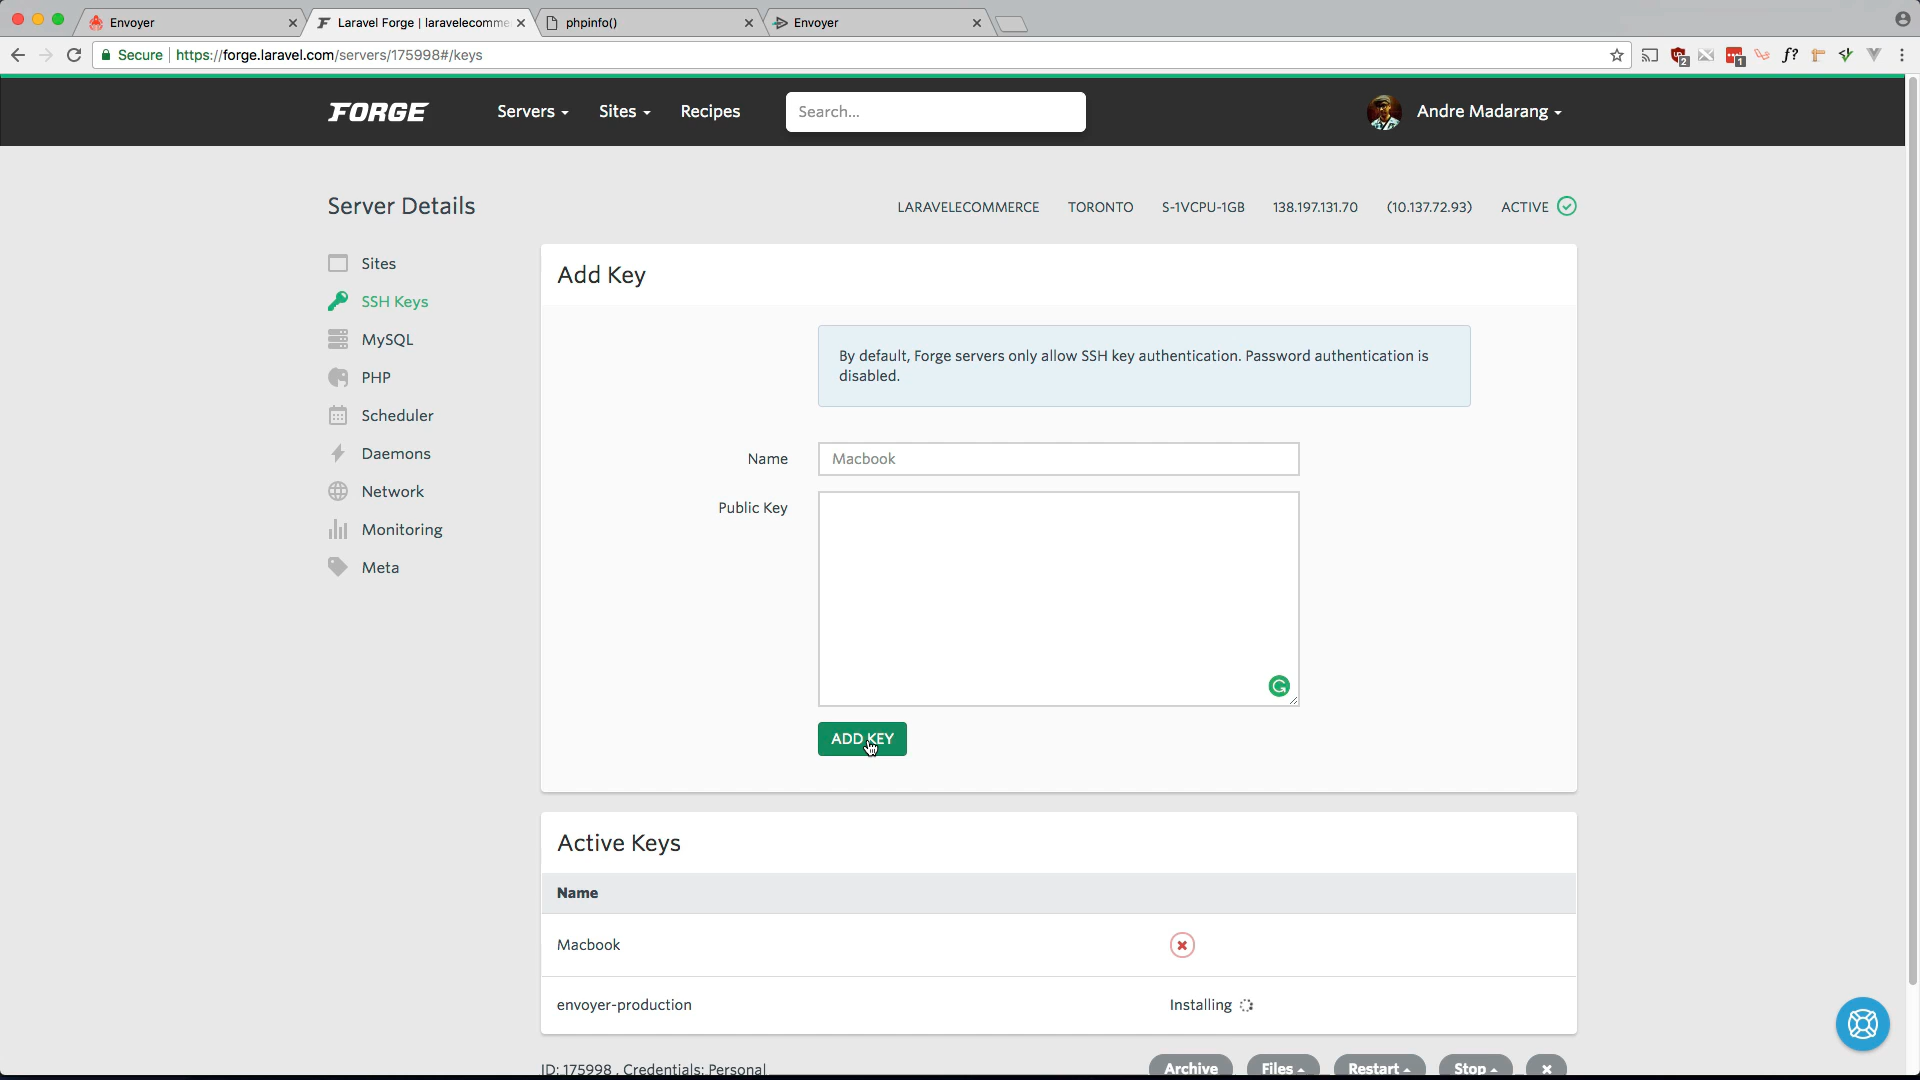 Envoyer
Laravel Forge | laravelecomme
phpinfo()
Envoyer
Secure
https://forge.laravel.com/servers/175998#/keys
2
1
f?
FORGE
Servers
Sites
Recipes
Search...
Andre Madarang
Server Details
LARAVELECOMMERCE
TORONTO
S-1VCPU-1GB
138.197.131.70
(10.137.72.93)
ACTIVE
Sites
SSH Keys
MySQL
PHP
Scheduler
Daemons
Network
Monitoring
Meta
Add Key
By default, Forge servers only allow SSH key authentication. Password authentication is
disabled.
Name
Macbook
Public Key
ADD KEY
Active Keys
Name
Macbook
envoyer-production
Installing
ID: 175998 , Credentials: Personal
Archive
Files
Restart
Stop